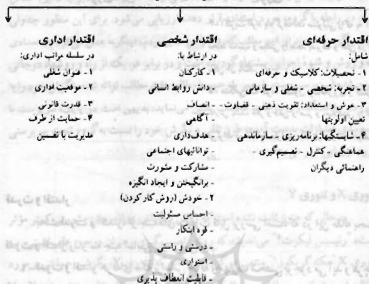 اقتدار حرفه‌ای
شامل:
۱- تحصیلات: کلاسیک و حرفه‌ای
۲- تجربه: شخصی - شغلی و سازمانی
۳- هوش و استعداد: تقویت ذهنی - قضاوت -
تعیین اولویتها
۴- شایستگیها: برنامه‌ریزی - سازماندهی
هماهنگی - کنترل - تصمیم‌گیری -
راهنمائی دیگران
اقتدار شخصی
در ارتباط با:
۱- کارکنان
- دانش روابط انسانی
- انصاف
- آگاهی
- هدف‌داری
- توانائیهای اجتماعی
- مشارکت و مشورت
- برانگیختن و ایجاد انگیزه
۲- خودش (روش کار کردن)
- احساس مسئولیت
- قوه ابتکار
- درستی و راستی
- استواری
- قابلیت انعطاف پذیری
اقتدار اداری
در سلسله مراتب اداری:
۱- عنوان شغلی
۲- موقعیت اداری
۳- قدرت قانونی
۴- حمایت از طرف
مدیریت یا تضمین